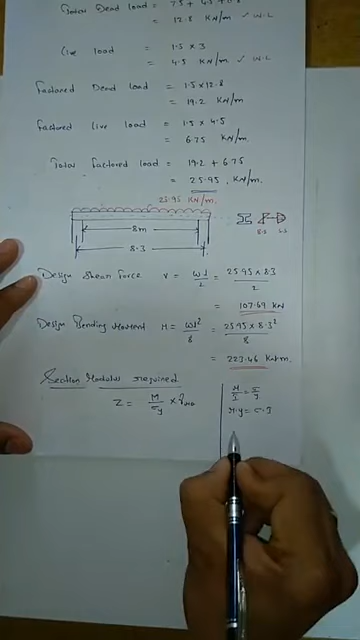 Total Dead load = 7.5 + 4.5 + 0.8
= 12.8 KN/m ✓ W.L
Live load = 1.5 × 3
= 4.5 KN/m ✓ W.L
Factored Dead load = 1.5 × 12.8
= 19.2 KN/m
Factored live load = 1.5 × 4.5
= 6.75 KN/m.
Total factored load = 19.2 + 6.75
= 25.95 KN/m.
25.95 KN/m
8m
8.3
Design Shear Force V = wl/2 = 25.95 × 8.3/2
= 107.69 KN
Design Bending Moment M = wl²/8 = 25.95 × 8.3²/8
= 223.46 KN-m.
Section Modulus required
Z = M/σy ×
M/I = σ/y
M·y = σ·I